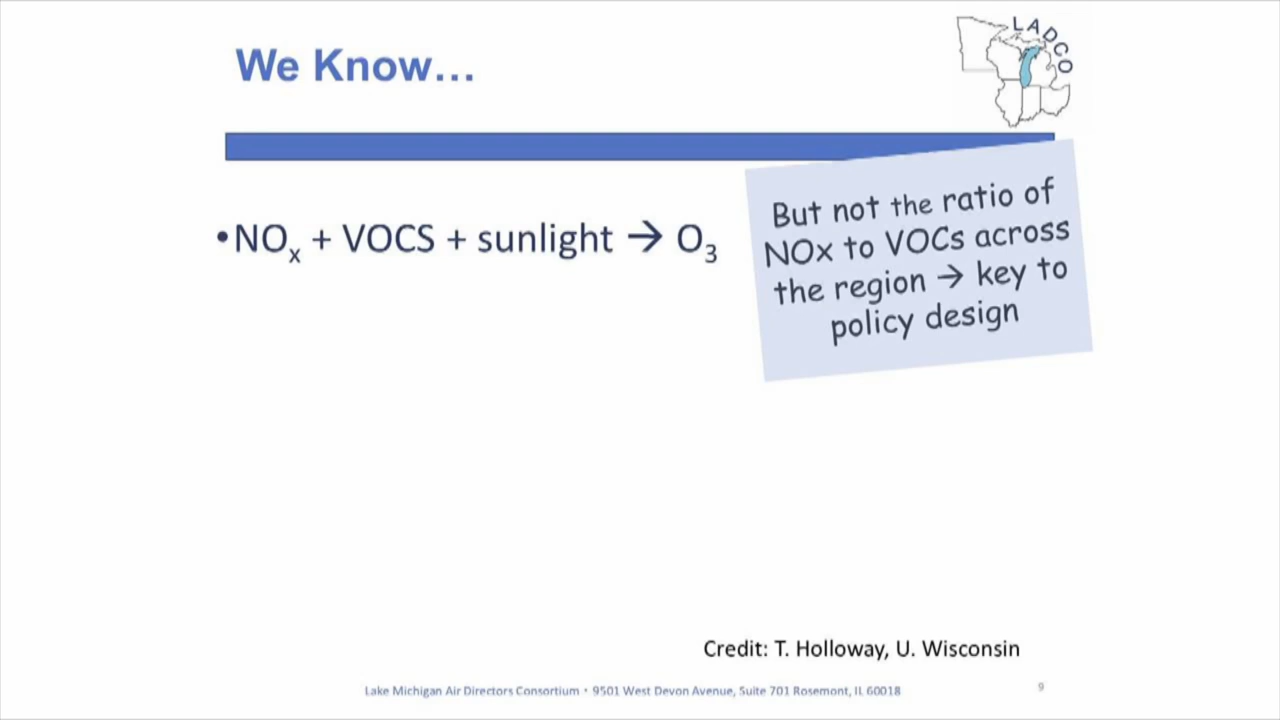 We Know...
LADCO
•NOₓ + VOCS + sunlight → O₃
But not the ratio of
NOx to VOCs across
the region → key to
policy design
Credit: T. Holloway, U. Wisconsin
Lake Michigan Air Directors Consortium • 9501 West Devon Avenue, Suite 701 Rosemont, IL 60018
9